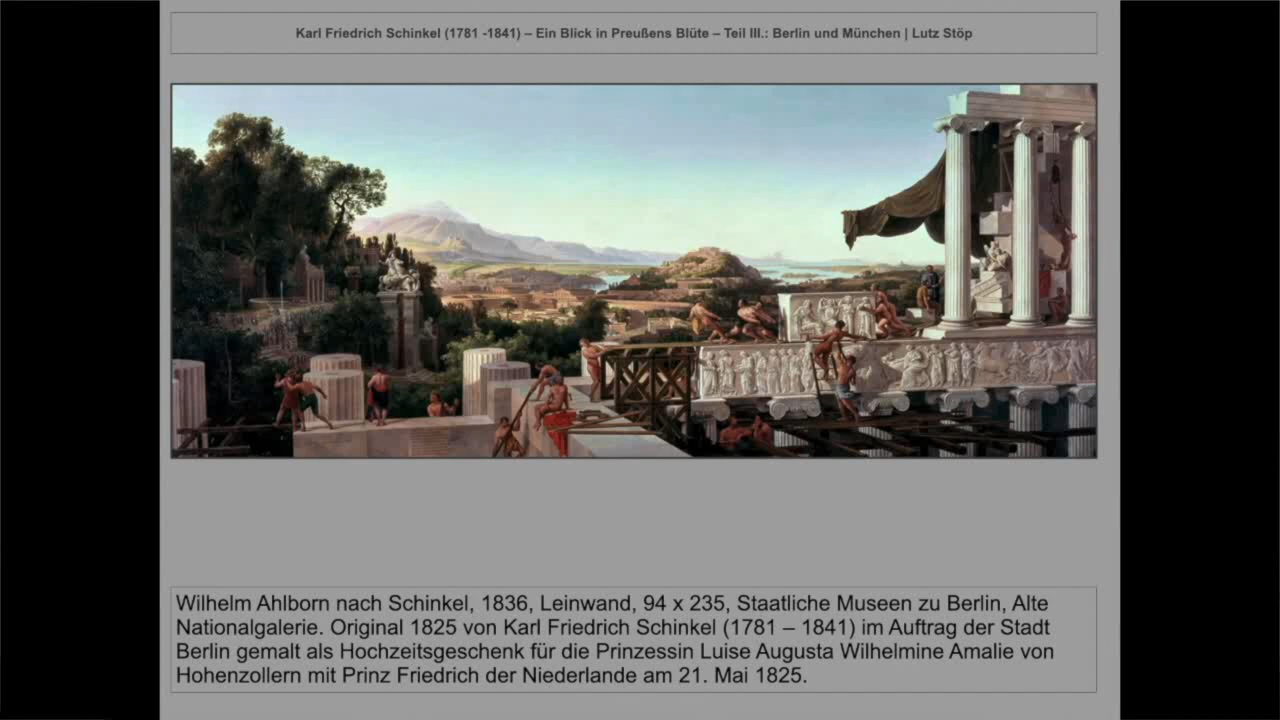 Karl Friedrich Schinkel (1781 -1841) – Ein Blick in Preußens Blüte – Teil III.: Berlin und München | Lutz Stöp
Wilhelm Ahlborn nach Schinkel, 1836, Leinwand, 94 x 235, Staatliche Museen zu Berlin, Alte
Nationalgalerie. Original 1825 von Karl Friedrich Schinkel (1781 – 1841) im Auftrag der Stadt
Berlin gemalt als Hochzeitsgeschenk für die Prinzessin Luise Augusta Wilhelmine Amalie von
Hohenzollern mit Prinz Friedrich der Niederlande am 21. Mai 1825.